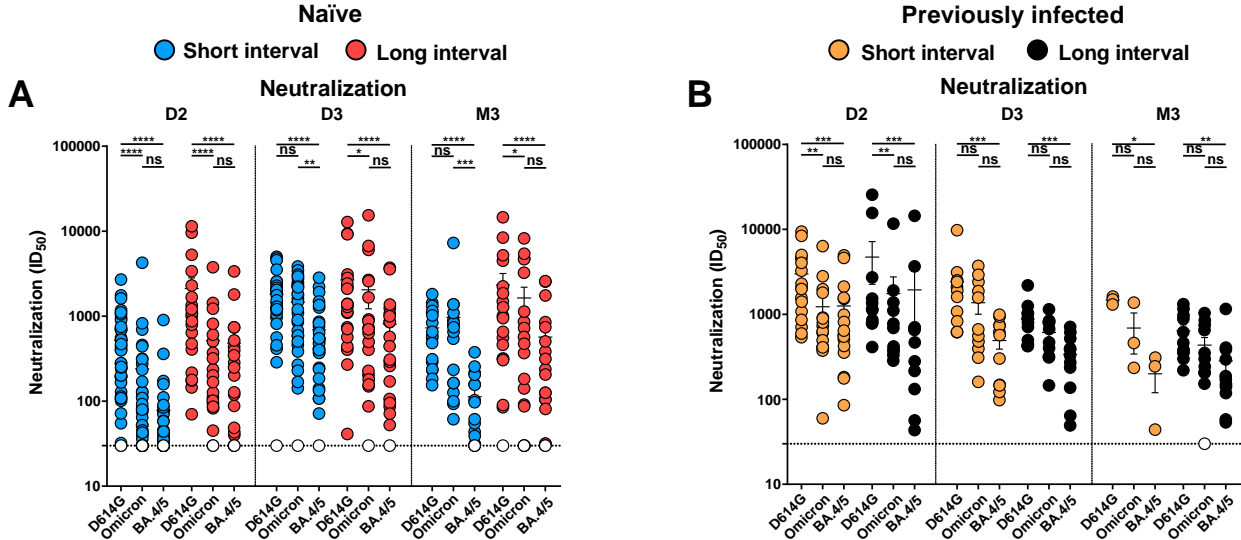 Naïve
Short interval Long interval
Previously infected
Short interval Long interval
A
Neutralization
D2 D3 M3
**** **** **** **** **** ****
**** **** ns * ns *
ns ns ** ns *** ns
Neutralization (ID50)
100000
10000
1000
100
10
D614G Omicron BA.4/5 D614G Omicron BA.4/5 D614G Omicron BA.4/5 D614G Omicron BA.4/5 D614G Omicron BA.4/5 D614G Omicron BA.4/5
B
Neutralization
D2 D3 M3
*** *** *** *** * **
** ** ns ns ns ns
ns ns ns ns ns ns
Neutralization (ID50)
100000
10000
1000
100
10
D614G Omicron BA.4/5 D614G Omicron BA.4/5 D614G Omicron BA.4/5 D614G Omicron BA.4/5 D614G Omicron BA.4/5 D614G Omicron BA.4/5